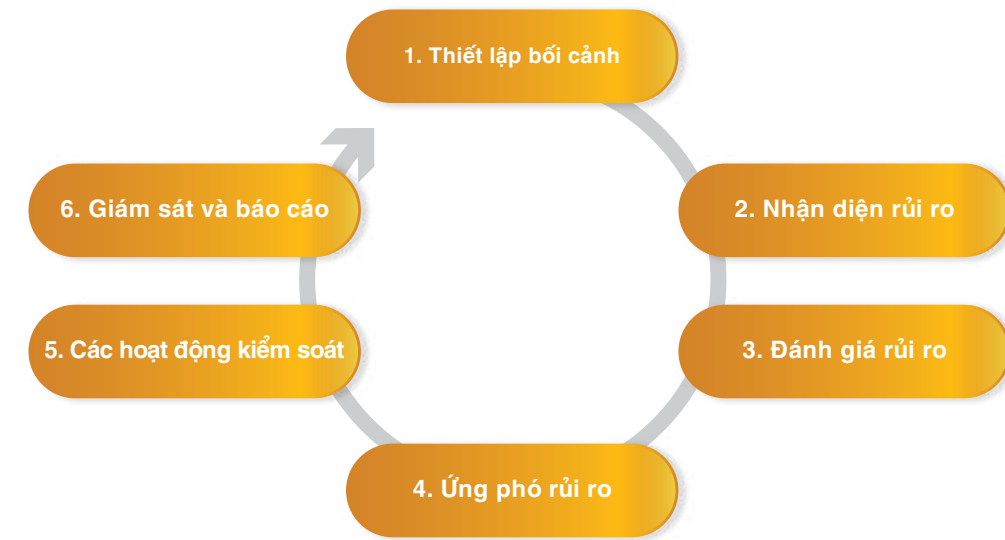 1. Thiết lập bối cảnh
2. Nhận diện rủi ro
3. Đánh giá rủi ro
4. Ứng phó rủi ro
5. Các hoạt động kiểm soát
6. Giám sát và báo cáo